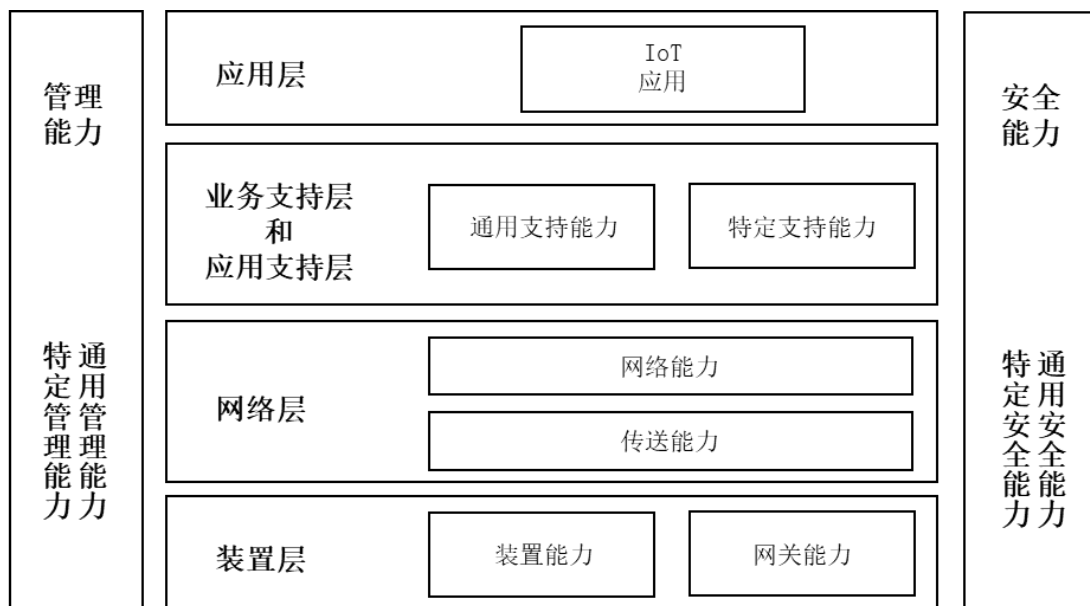 管理
能力
特定管理能力
通用管理能力
应用层
IoT
应用
业务支持层
和
应用支持层
通用支持能力
特定支持能力
网络层
网络能力
传送能力
装置层
装置能力
网关能力
安全
能力
特定安全能力
通用安全能力